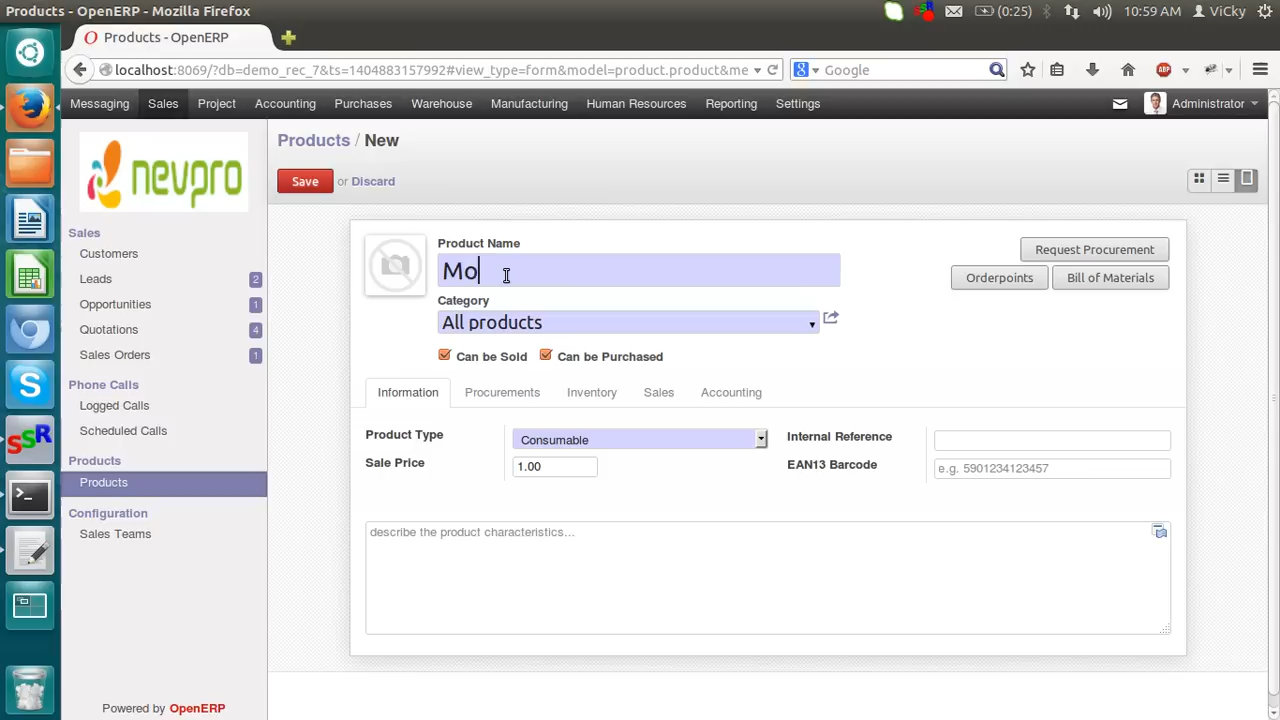 Products - OpenERP - Mozilla Firefox
(0:25) 10:59 AM ViCky
Products - OpenERP
localhost:8069/?db=demo_rec_7&ts=1404883157992#view_type=form&model=product.product&me
Google
ABP
Messaging Sales Project Accounting Purchases Warehouse Manufacturing Human Resources Reporting Settings
Administrator
nevpro
Products / New
Save or Discard
Sales
Customers
Leads 2
Opportunities 1
Quotations 4
Sales Orders 1
Phone Calls
Logged Calls
Scheduled Calls
Products
Products
Configuration
Sales Teams
Powered by OpenERP
SSR
Product Name
Mo
Request Procurement
Orderpoints Bill of Materials
Category
All products
Can be Sold Can be Purchased
Information Procurements Inventory Sales Accounting
Product Type Consumable Internal Reference
Sale Price 1.00 EAN13 Barcode e.g. 5901234123457
describe the product characteristics...